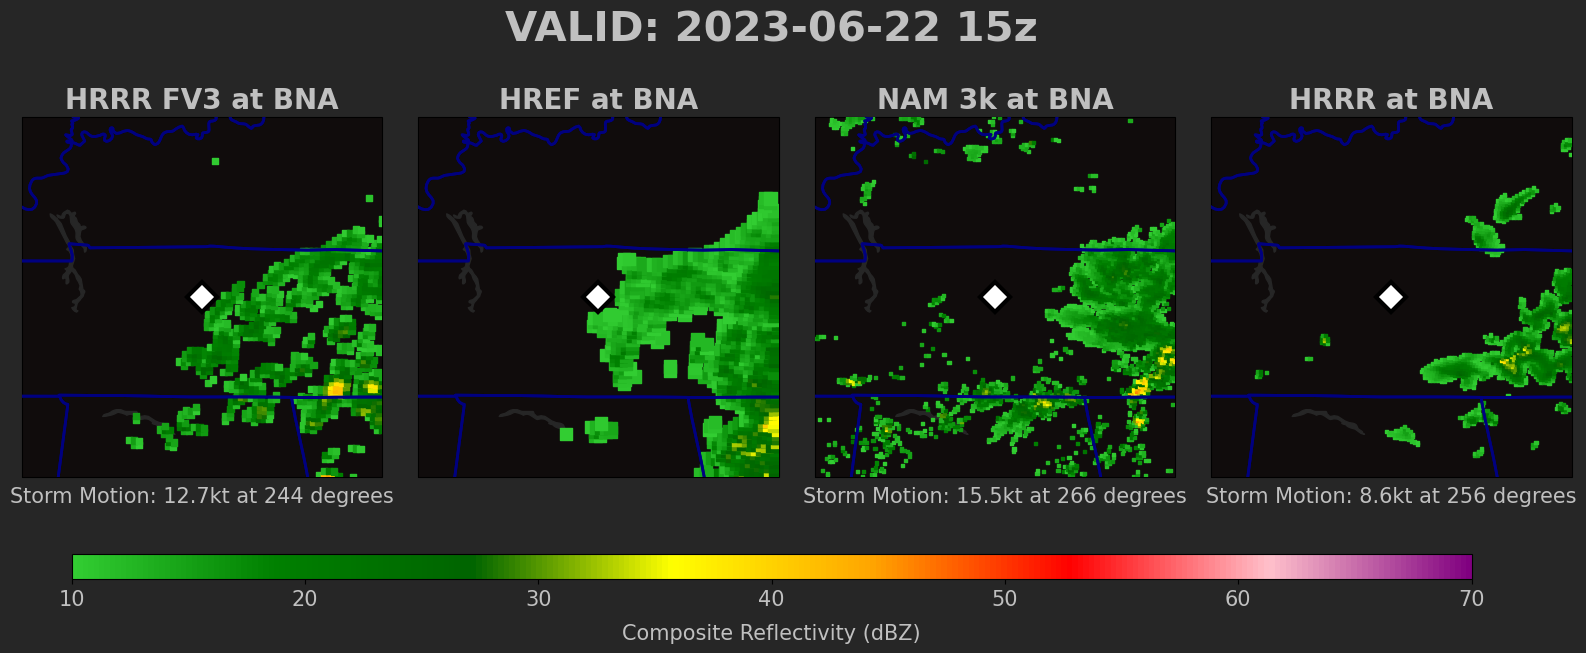 VALID: 2023-06-22 15z
HRRR FV3 at BNA
HREF at BNA
NAM 3k at BNA
HRRR at BNA
Storm Motion: 12.7kt at 244 degrees
Storm Motion: 15.5kt at 266 degrees
Storm Motion: 8.6kt at 256 degrees
10 20 30 40 50 60 70
Composite Reflectivity (dBZ)